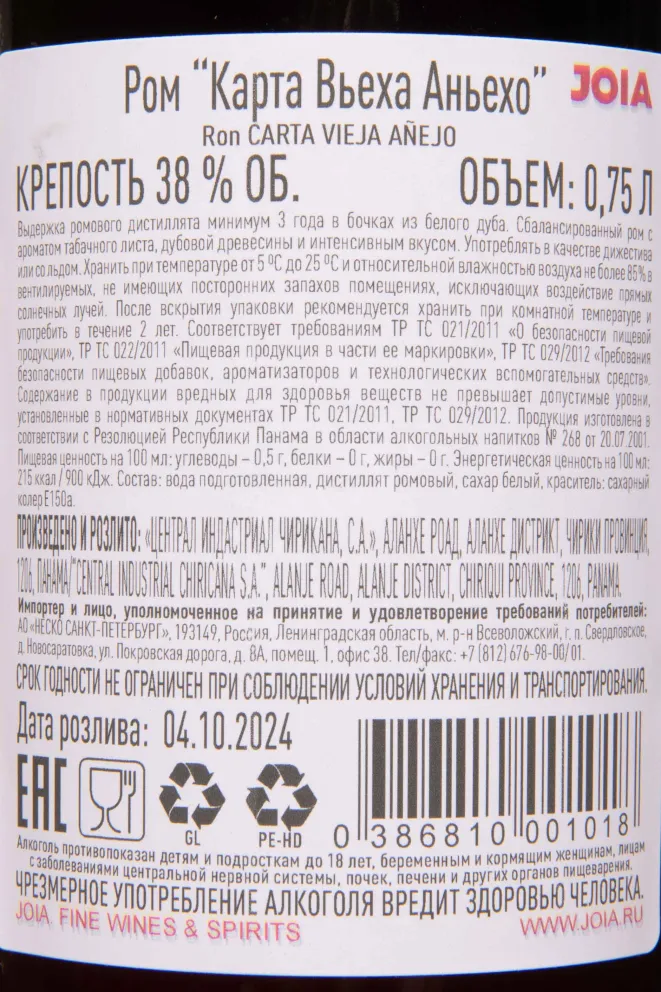 Ром “Карта Вьеха Аньехо”
JOIA
Ron CARTA VIEJA AÑEJO
КРЕПОСТЬ 38 % ОБ.
ОБЪЕМ: 0,75 Л
Выдержка ромового дистиллята минимум 3 года в бочках из белого дуба. Сбалансированный ром с
ароматом табачного листа, дубовой древесины и интенсивным вкусом. Употреблять в качестве дижестива
или со льдом. Хранить при температуре от 5 ºС до 25 ºС и относительной влажностью воздуха не более 85% в
вентилируемых, не имеющих посторонних запахов помещениях, исключающих воздействие прямых
солнечных лучей. После вскрытия упаковки рекомендуется хранить при комнатной температуре и
употребить в течение 2 лет. Соответствует требованиям ТР ТС 021/2011 «О безопасности пищевой
продукции», ТР ТС 022/2011 «Пищевая продукция в части ее маркировки», ТР ТС 029/2012 «Требования
безопасности пищевых добавок, ароматизаторов и технологических вспомогательных средств».
Содержание в продукции вредных для здоровья веществ не превышает допустимые уровни,
установленные в нормативных документах ТР ТС 021/2011, ТР ТС 029/2012. Продукция изготовлена в
соответствии с Резолюцией Республики Панама в области алкогольных напитков № 268 от 20.07.2001.
Пищевая ценность на 100 мл: углеводы – 0,5 г, белки – 0 г, жиры – 0 г. Энергетическая ценность на 100 мл:
215 ккал / 900 кДж. Состав: вода подготовленная, дистиллят ромовый, сахар белый, краситель: сахарный
колер Е150а.
ПРОИЗВЕДЕНО И РОЗЛИТО: «ЦЕНТРАЛ ИНДАСТРИАЛ ЧИРИКАНА, С.А.», АЛАНХЕ РОАД, АЛАНХЕ ДИСТРИКТ, ЧИРИКИ ПРОВИНЦИЯ,
1206, ПАНАМА/"CENTRAL INDUSTRIAL CHIRICANA S.A.", ALANJE ROAD, ALANJE DISTRICT, CHIRIQUI PROVINCE, 1206, PANAMA.
Импортер и лицо, уполномоченное на принятие и удовлетворение требований потребителей:
АО «НЕСКО САНКТ-ПЕТЕРБУРГ», 193149, Россия, Ленинградская область, м. р-н Всеволожский, г. п. Свердловское,
д. Новосаратовка, ул. Покровская дорога, д. 8А, помещ. 1, офис 38. Тел/факс: +7 (812) 676-98-00/01.
СРОК ГОДНОСТИ НЕ ОГРАНИЧЕН ПРИ СОБЛЮДЕНИИ УСЛОВИЙ ХРАНЕНИЯ И ТРАНСПОРТИРОВАНИЯ.
Дата розлива: 04.10.2024
EAC
GL
PE-HD
0 386810 001018
Алкоголь противопоказан детям и подросткам до 18 лет, беременным и кормящим женщинам, лицам
с заболеваниями центральной нервной системы, почек, печени и других органов пищеварения.
ЧРЕЗМЕРНОЕ УПОТРЕБЛЕНИЕ АЛКОГОЛЯ ВРЕДИТ ЗДОРОВЬЮ ЧЕЛОВЕКА.
JOIA. FINE WINES & SPIRITS
WWW.JOIA.RU